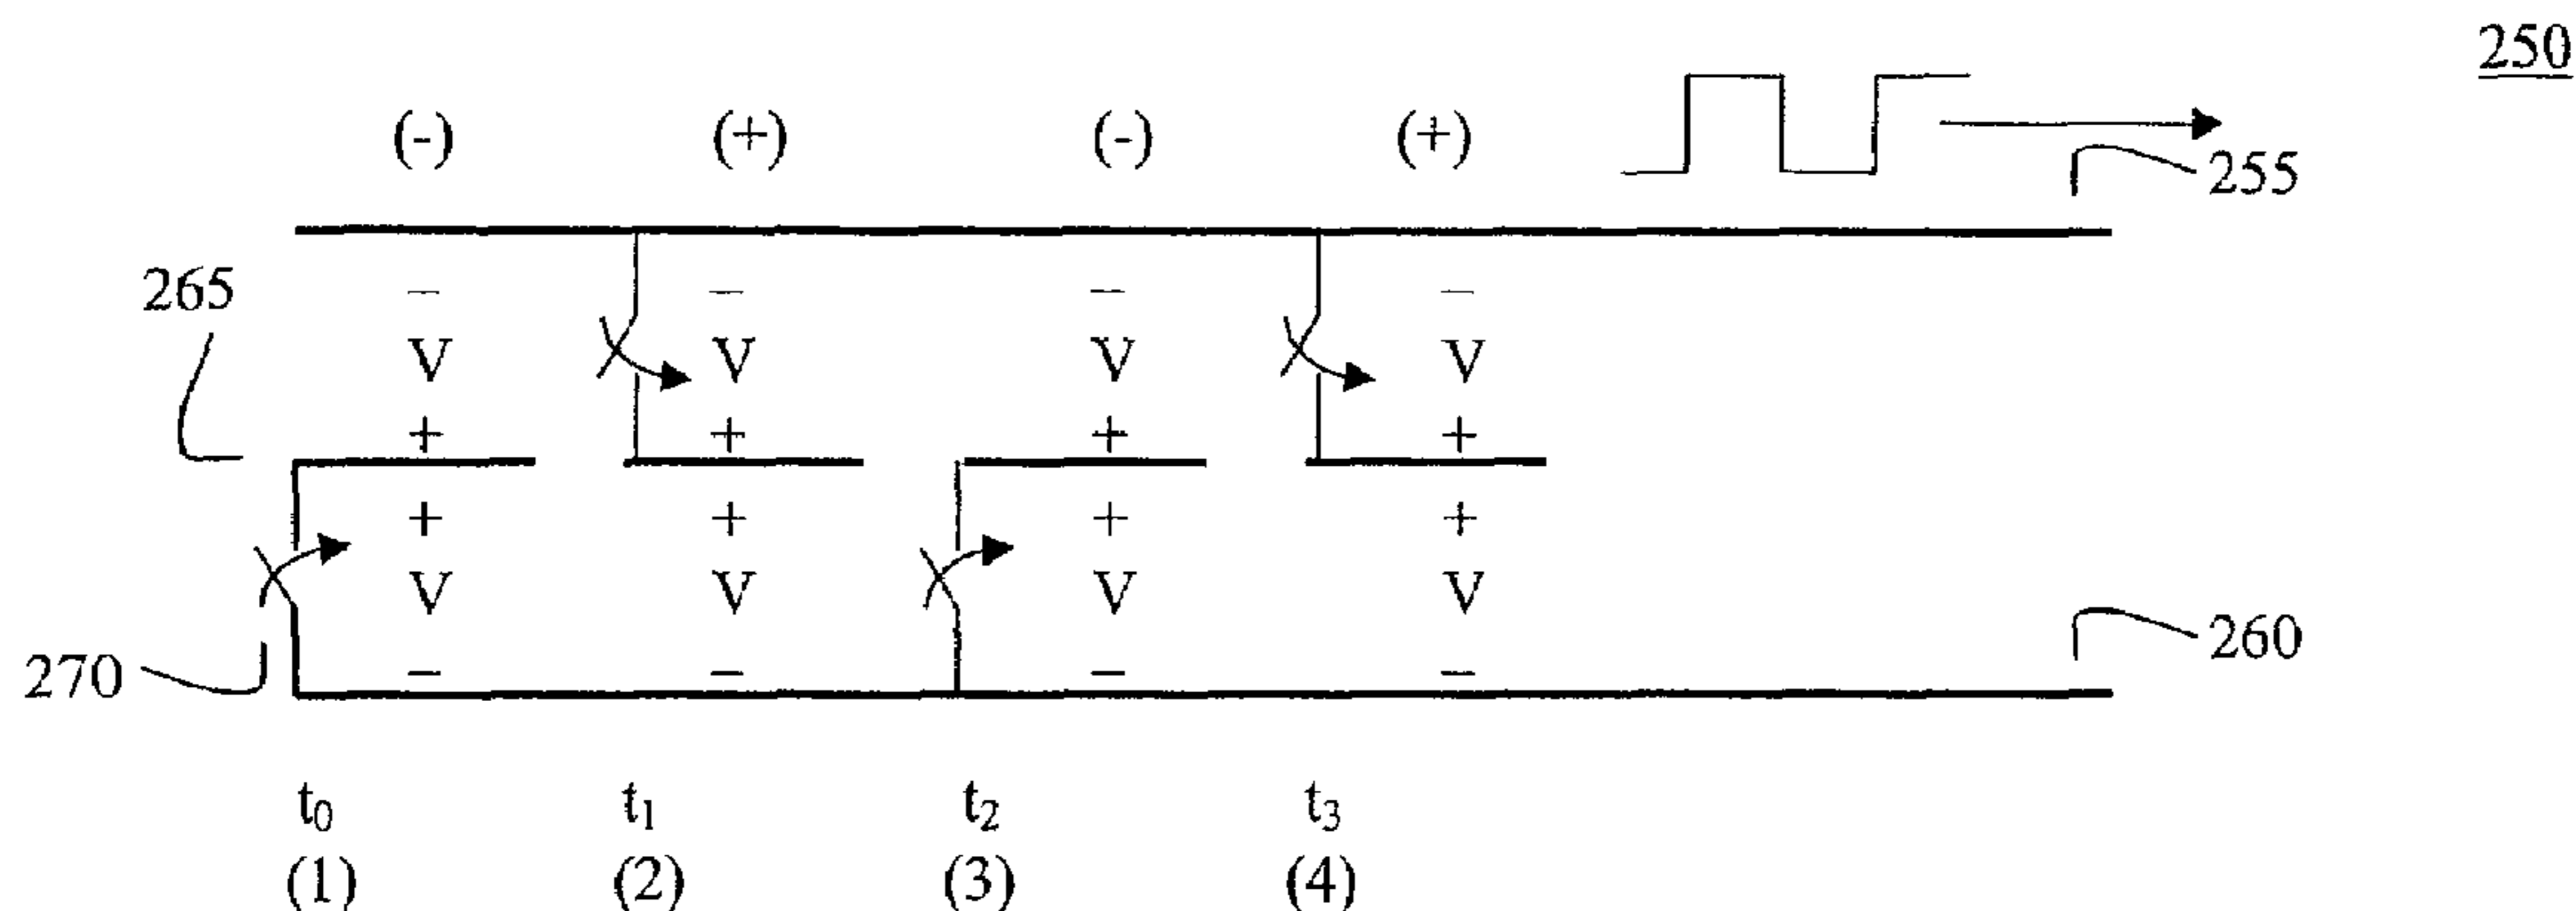 250
(-) (+) (-) (+)
255
265
− − − −
V V V V
+ + + +
+ + + +
V V V V
260
270
− − − −
t₀ t₁ t₂ t₃
(1) (2) (3) (4)